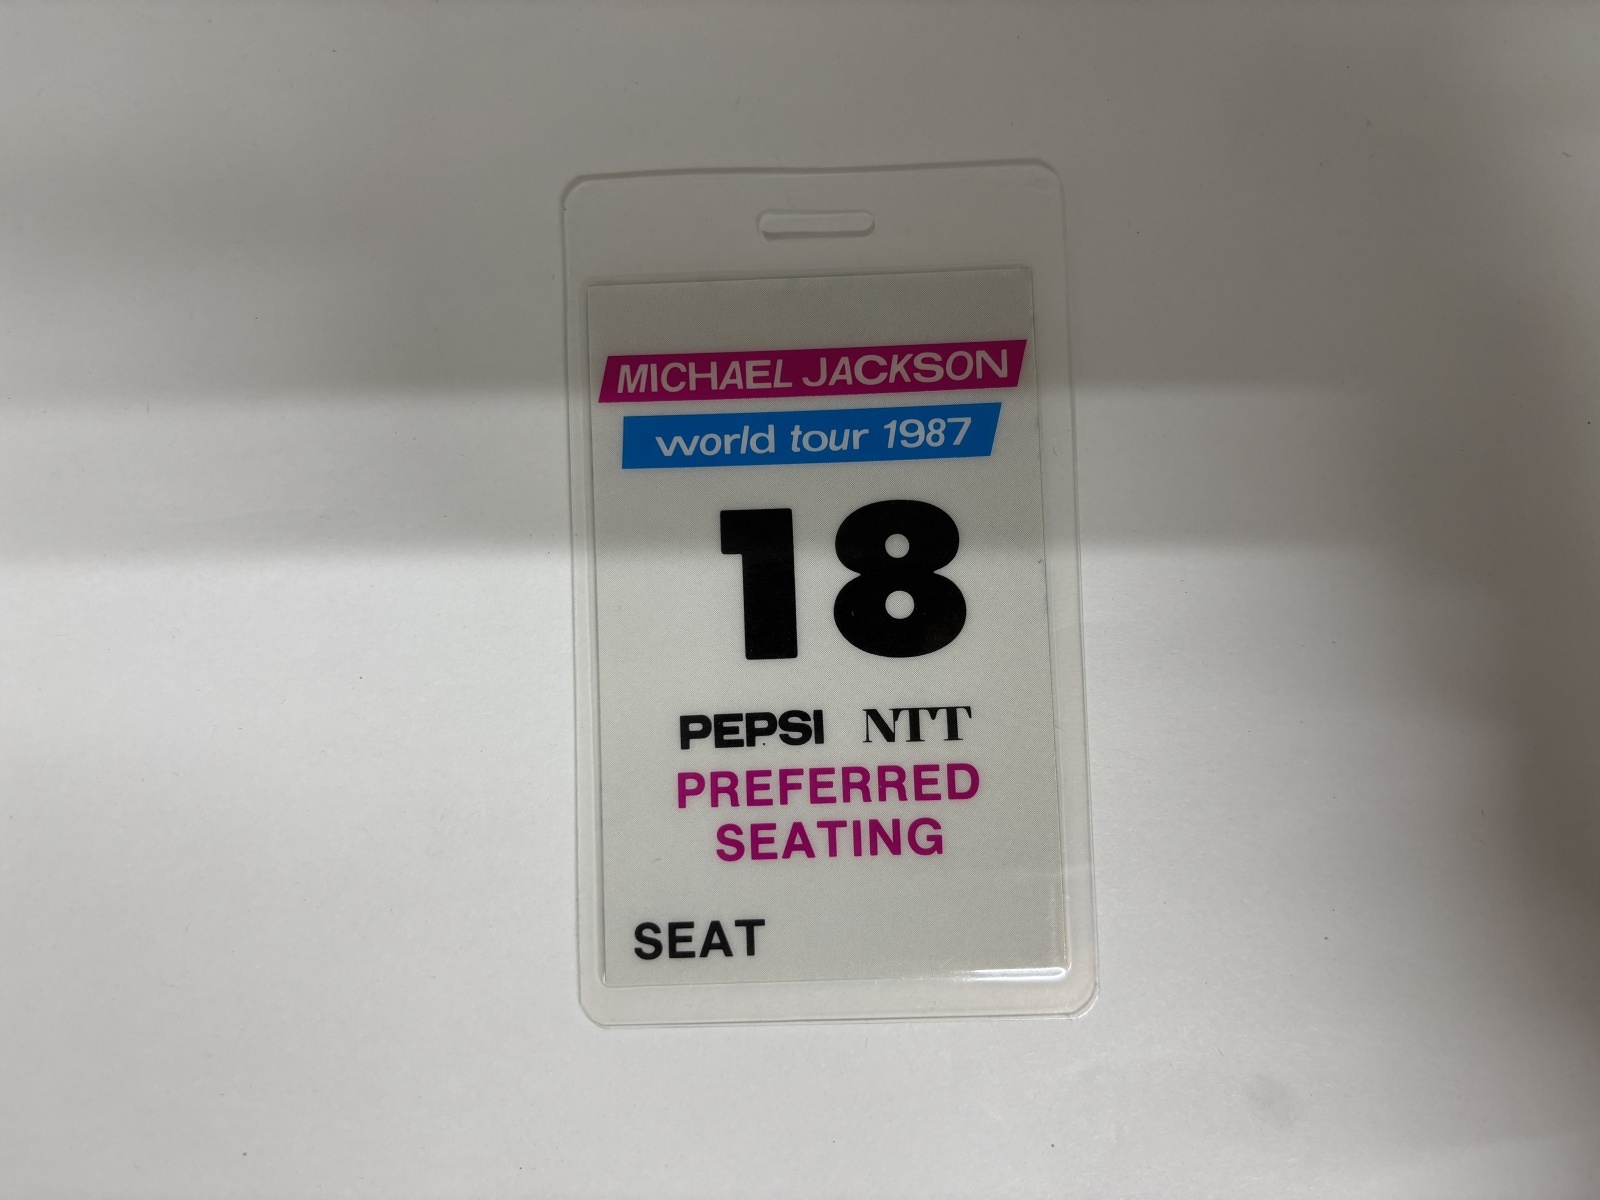 MICHAEL JACKSON
world tour 1987
18
PEPSI NTT
PREFERRED
SEATING
SEAT